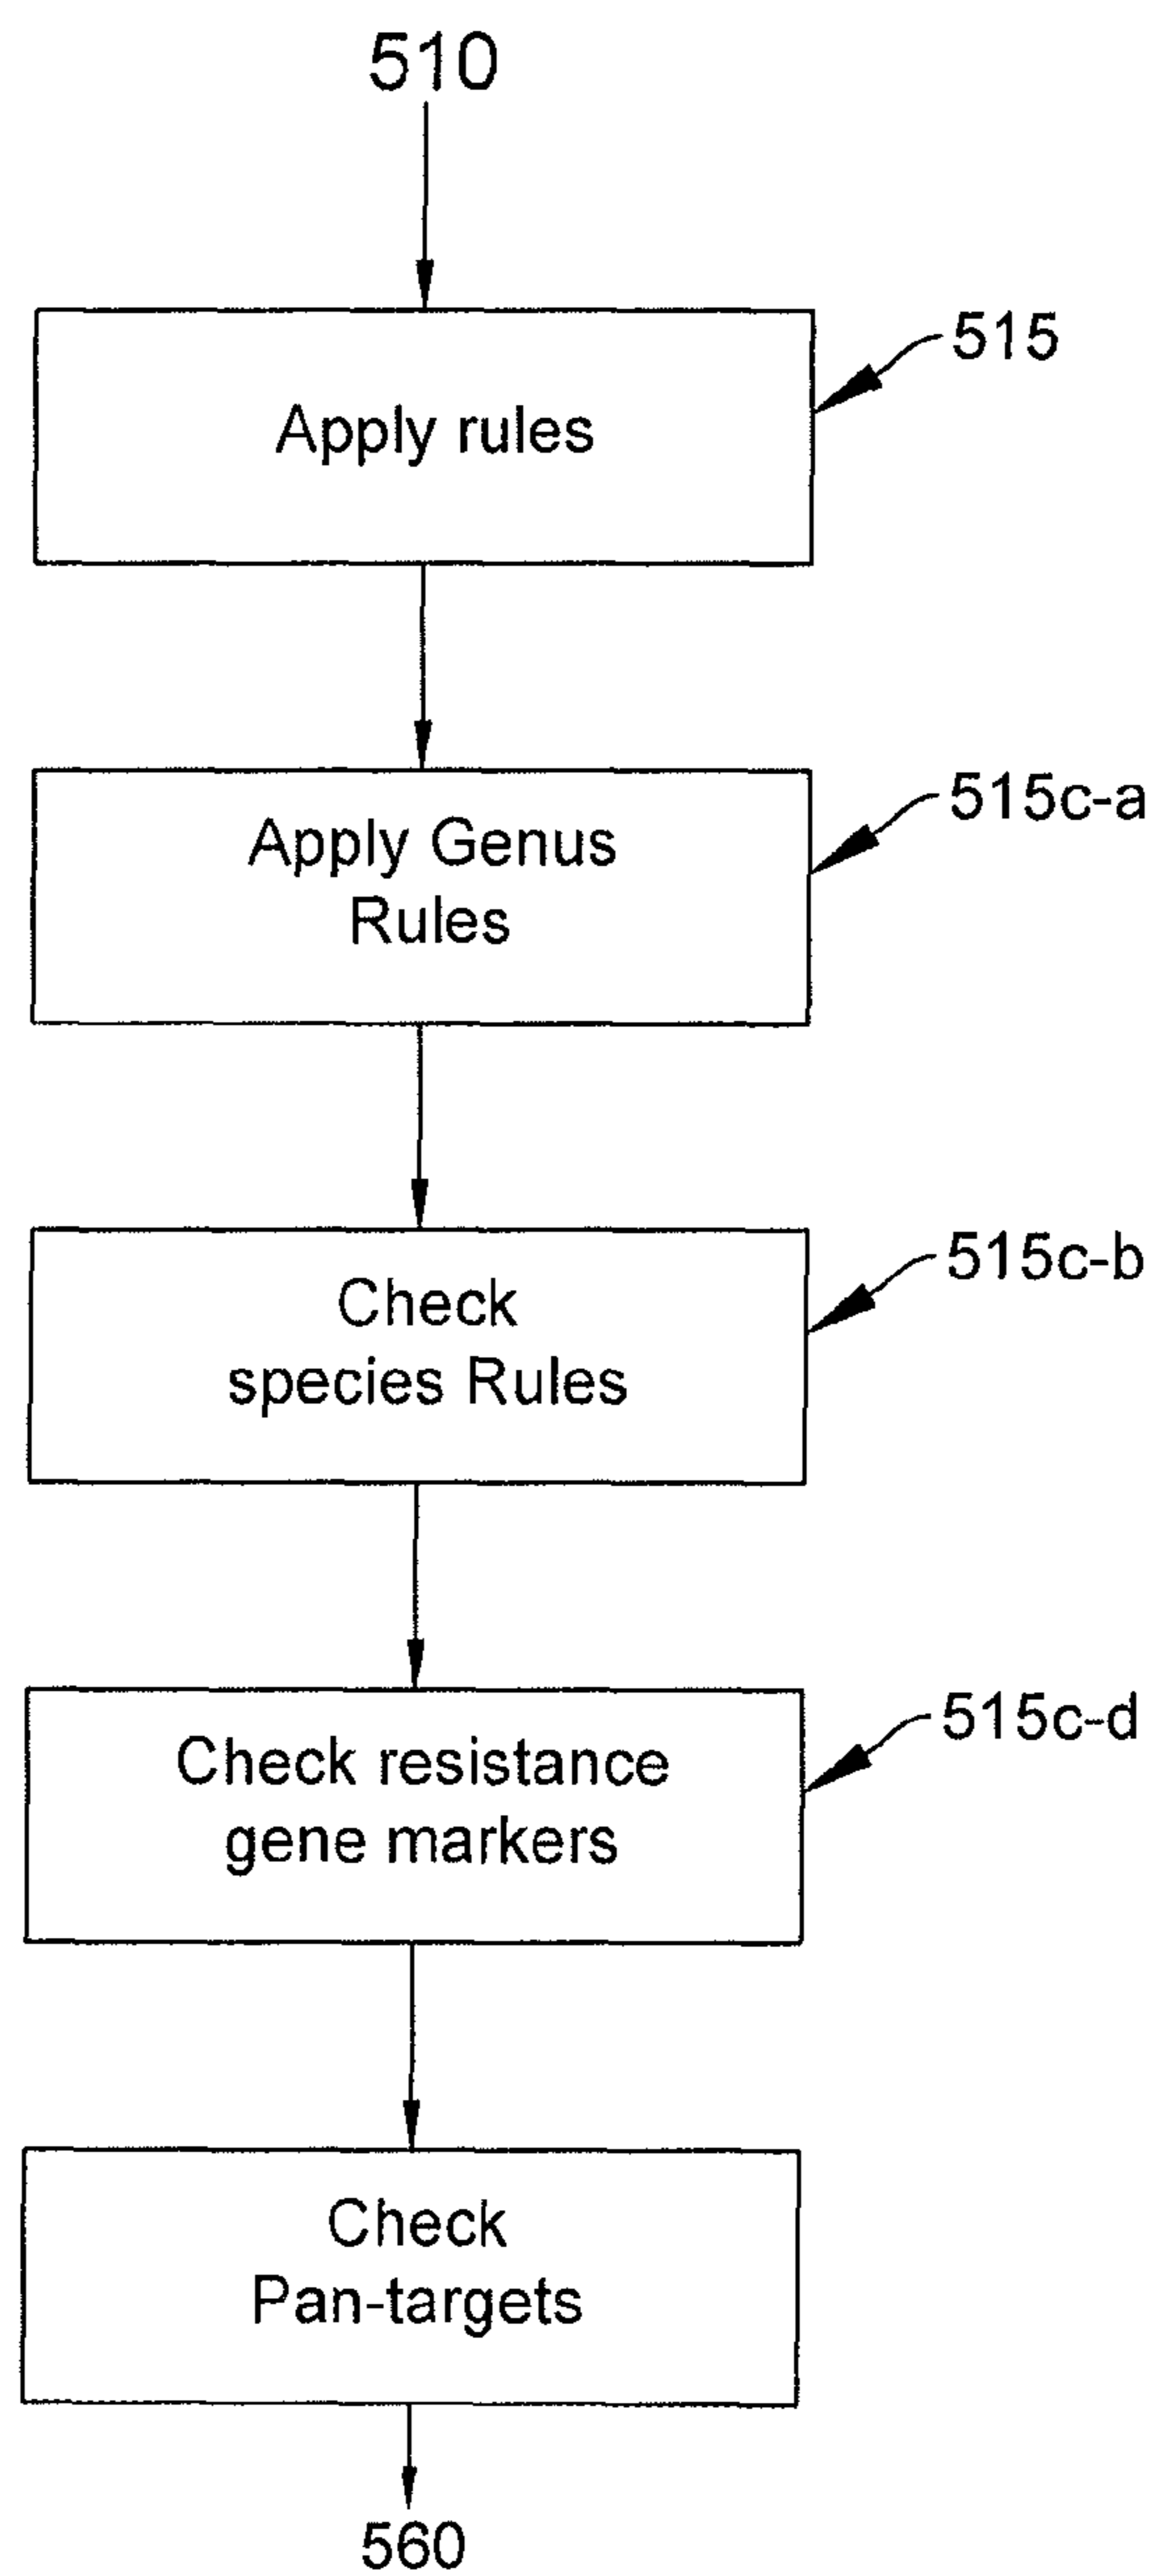 510
Apply rules
515
Apply Genus
Rules
515c-a
Check
species Rules
515c-b
Check resistance
gene markers
515c-d
Check
Pan-targets
560